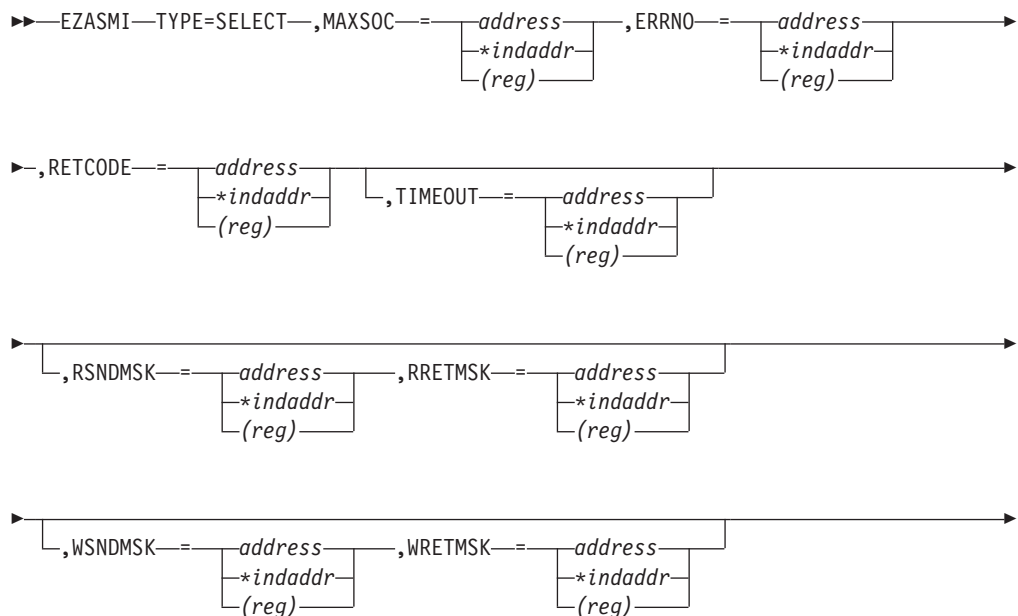 EZASMI TYPE=SELECT ,MAXSOC = address ,ERRNO = address
*indaddr *indaddr
(reg) (reg)
,RETCODE = address
*indaddr ,TIMEOUT = address
(reg) *indaddr
(reg)
,RSNDMSK = address ,RRETMSK = address
*indaddr *indaddr
(reg) (reg)
,WSNDMSK = address ,WRETMSK = address
*indaddr *indaddr
(reg) (reg)